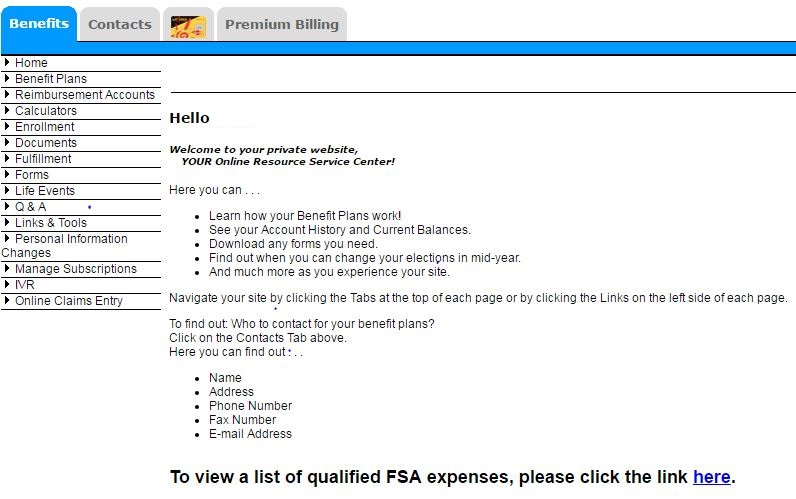 Benefits
Contacts
Premium Billing
Home
Benefit Plans
Reimbursement Accounts
Calculators
Enrollment
Documents
Fulfillment
Forms
Life Events
Q & A
Links & Tools
Personal Information
Changes
Manage Subscriptions
IVR
Online Claims Entry
Hello
Welcome to your private website,
YOUR Online Resource Service Center!
Here you can . . .
Learn how your Benefit Plans work!
See your Account History and Current Balances.
Download any forms you need.
Find out when you can change your elections in mid-year.
And much more as you experience your site.
Navigate your site by clicking the Tabs at the top of each page or by clicking the Links on the left side of each page.
To find out: Who to contact for your benefit plans?
Click on the Contacts Tab above.
Here you can find out . . .
Name
Address
Phone Number
Fax Number
E-mail Address
To view a list of qualified FSA expenses, please click the link here.